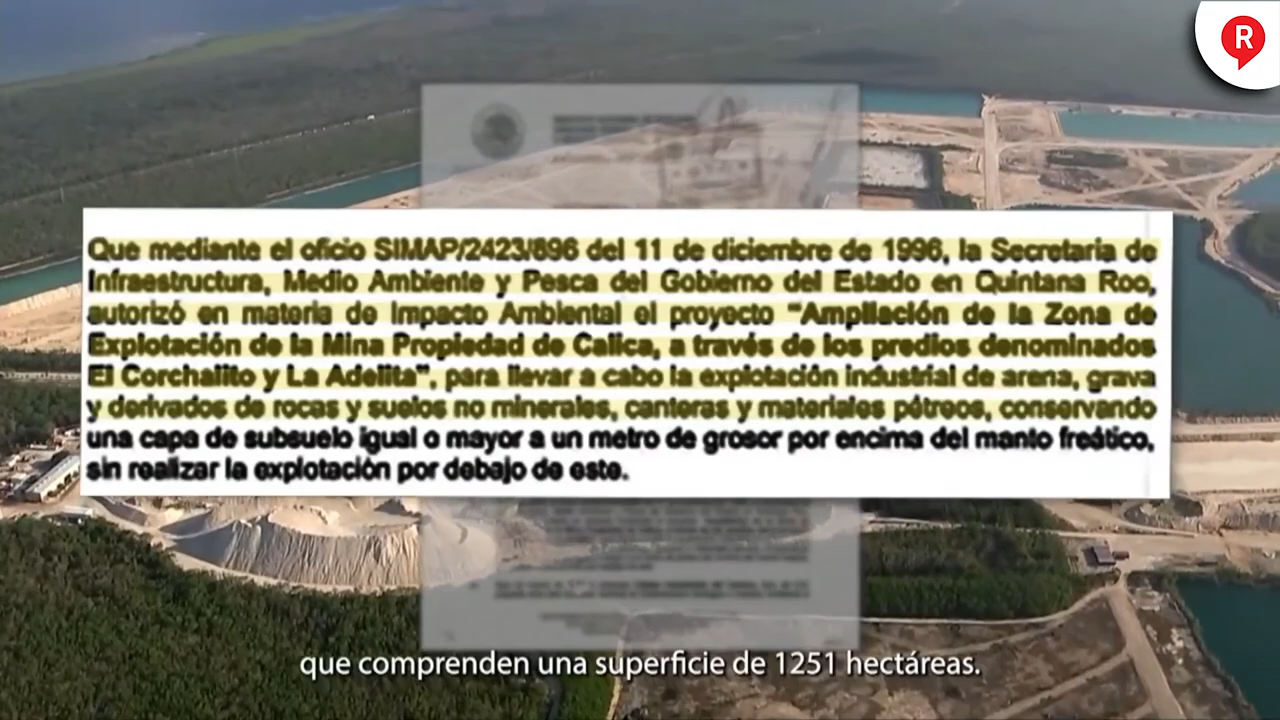 R
Que mediante el oficio SIMAP/2423/896 del 11 de diciembre de 1996, la Secretaria de
Infraestructura, Medio Ambiente y Pesca del Gobierno del Estado en Quintana Roo,
autorizó en materia de Impacto Ambiental el proyecto "Ampliación de la Zona de
Explotación de la Mina Propiedad de Calica, a través de los predios denominados
El Corchalito y La Adelita", para llevar a cabo la explotación industrial de arena, grava
y derivados de rocas y suelos no minerales, canteras y materiales pétreos, conservando
una capa de subsuelo igual o mayor a un metro de grosor por encima del manto freático,
sin realizar la explotación por debajo de este.
que comprenden una superficie de 1251 hectáreas.